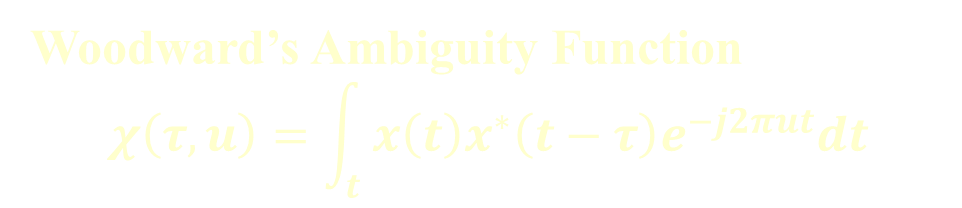 Woodward's Ambiguity Function
χ(τ, u) = ∫_t x(t)x*(t − τ)e^{−j2πut}dt